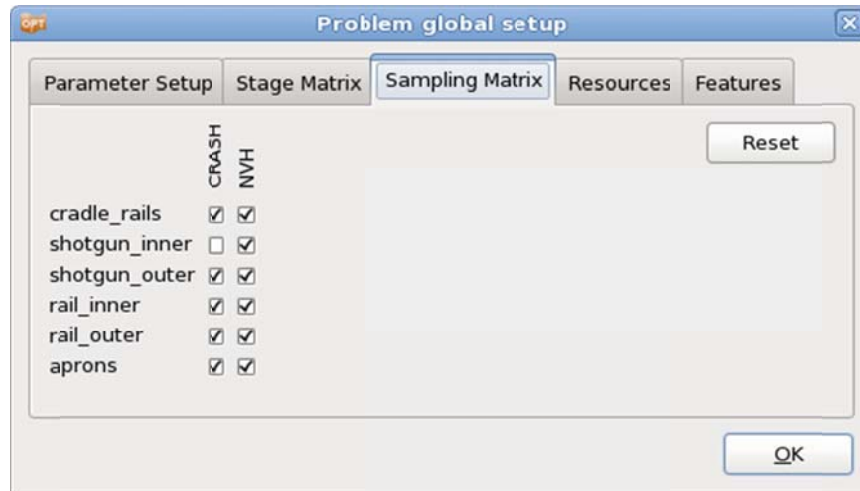 OPT Problem global setup
Parameter Setup Stage Matrix Sampling Matrix Resources Features
CRASH NVH Reset
cradle_rails
shotgun_inner
shotgun_outer
rail_inner
rail_outer
aprons
OK